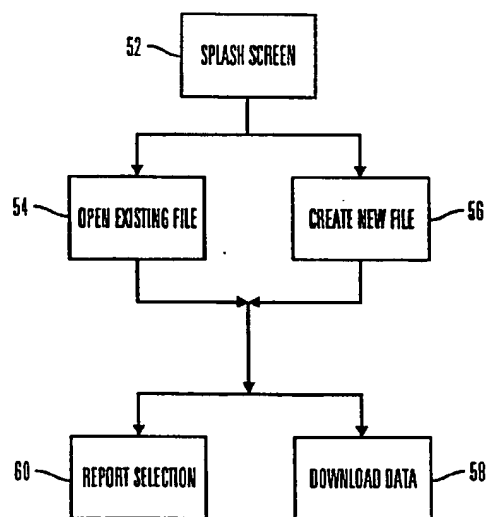 52
SPLASH SCREEN
54
OPEN EXISTING FILE
CREATE NEW FILE
56
60
REPORT SELECTION
DOWNLOAD DATA
58